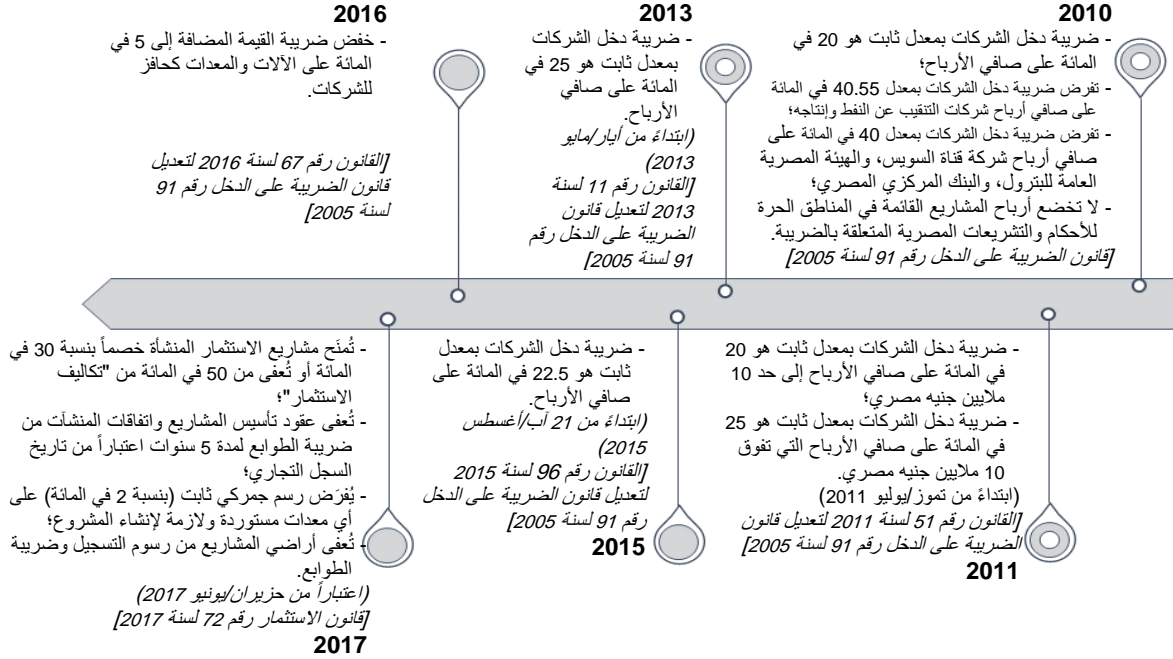 2010
- ضريبة دخل الشركات بمعدل ثابت هو 20 في
المائة على صافي الأرباح؛
- تفرض ضريبة دخل الشركات بمعدل 40.55 في المائة
على صافي أرباح شركات التنقيب عن النفط وإنتاجه؛
- تفرض ضريبة دخل الشركات بمعدل 40 في المائة على
صافي أرباح شركة قناة السويس، والهيئة المصرية
العامة للبترول، والبنك المركزي المصري؛
- لا تخضع أرباح المشاريع القائمة في المناطق الحرة
للأحكام والتشريعات المصرية المتعلقة بالضريبة.
[قانون الضريبة على الدخل رقم 91 لسنة 2005]
- ضريبة دخل الشركات بمعدل ثابت هو 20
في المائة على صافي الأرباح إلى حد 10
ملايين جنيه مصري؛
- ضريبة دخل الشركات بمعدل ثابت هو 25
في المائة على صافي الأرباح التي تفوق
10 ملايين جنيه مصري.
(ابتداءً من تموز/يوليو 2011)
[القانون رقم 51 لسنة 2011 لتعديل قانون
الضريبة على الدخل رقم 91 لسنة 2005]
2011
2013
- ضريبة دخل الشركات
بمعدل ثابت هو 25 في
المائة على صافي
الأرباح.
(ابتداءً من أيار/مايو
2013)
[القانون رقم 11 لسنة
2013 لتعديل قانون
الضريبة على الدخل رقم
91 لسنة 2005]
- ضريبة دخل الشركات بمعدل
ثابت هو 22.5 في المائة على
صافي الأرباح.
(ابتداءً من 21 آب/أغسطس
2015)
[القانون رقم 96 لسنة 2015
لتعديل قانون الضريبة على الدخل
رقم 91 لسنة 2005]
2015
2016
- خفض ضريبة القيمة المضافة إلى 5 في
المائة على الآلات والمعدات كحافز
للشركات.
[القانون رقم 67 لسنة 2016 لتعديل
قانون الضريبة على الدخل رقم 91
لسنة 2005]
- تُمنَح مشاريع الاستثمار المنشأة خصماً بنسبة 30 في
المائة أو تُعفى من 50 في المائة من "تكاليف
الاستثمار"؛
- تُعفى عقود تأسيس المشاريع واتفاقات المنشآت من
ضريبة الطوابع لمدة 5 سنوات اعتباراً من تاريخ
السجل التجاري؛
- يُفرَض رسم جمركي ثابت (بنسبة 2 في المائة) على
أي معدات مستوردة ولازمة لإنشاء المشروع؛
- تُعفى أراضي المشاريع من رسوم التسجيل وضريبة
الطوابع.
(اعتباراً من حزيران/يونيو 2017)
[قانون الاستثمار رقم 72 لسنة 2017]
2017